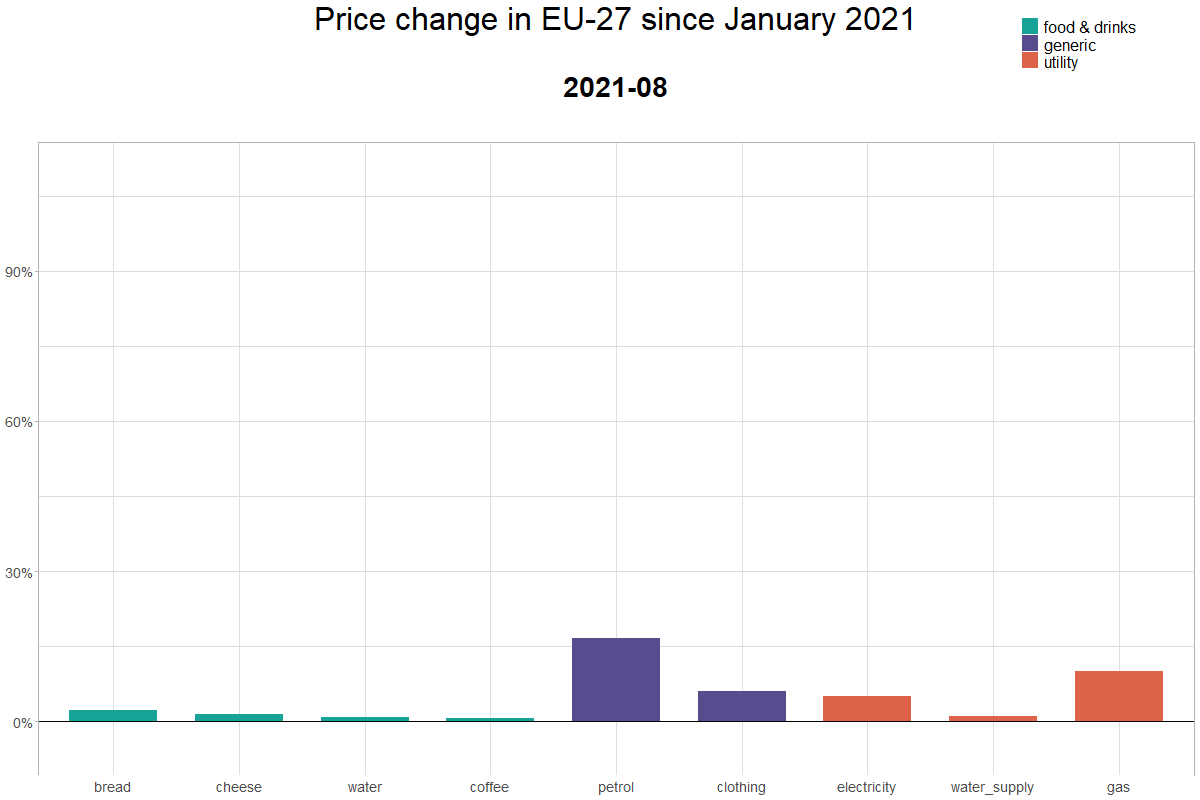 Price change in EU-27 since January 2021
food & drinks
generic
utility
2021-08
90%
60%
30%
0%
bread cheese water coffee petrol clothing electricity water_supply gas